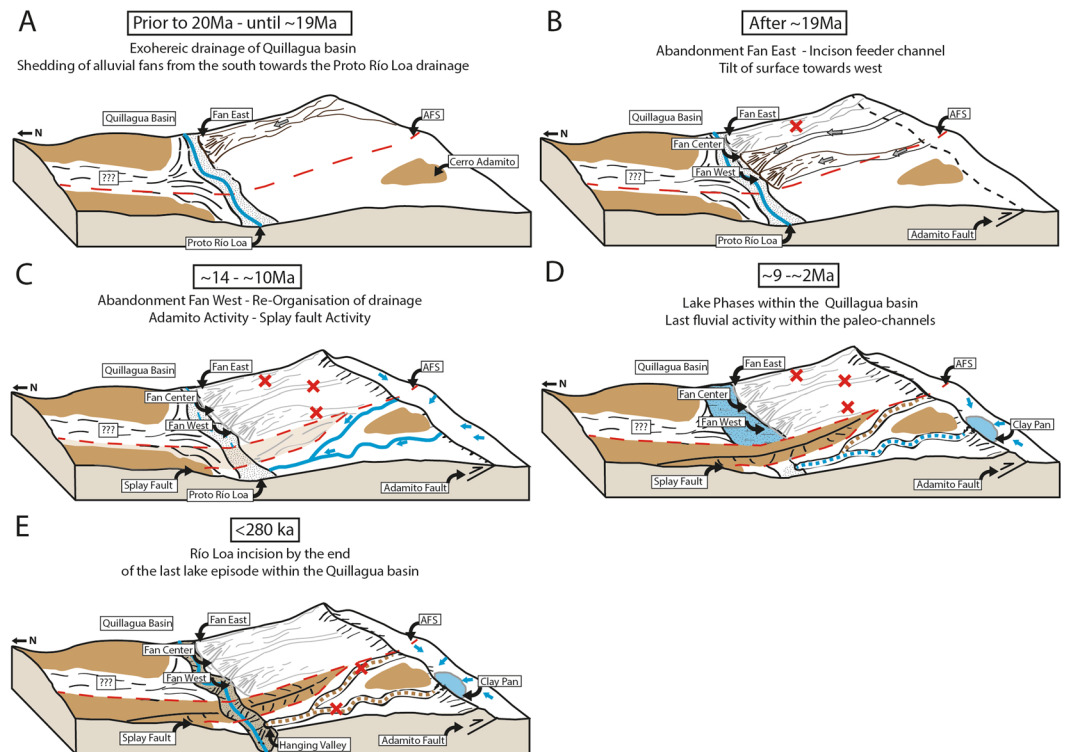 A
Prior to 20Ma - until ~19Ma
Exohereic drainage of Quillagua basin
Shedding of alluvial fans from the south towards the Proto Río Loa drainage
Quillagua Basin
Fan East
AFS
N
???
Cerro Adamito
Proto Río Loa
B
After ~19Ma
Abandonment Fan East - Incison feeder channel
Tilt of surface towards west
Quillagua Basin
Fan East
AFS
N
Fan Center
Fan West
???
Cerro Adamito
Proto Río Loa
Adamito Fault
C
~14 - ~10Ma
Abandonment Fan West - Re-Organisation of drainage
Adamito Activity - Splay fault Activity
Quillagua Basin
Fan East
AFS
N
Fan Center
Fan West
???
Splay Fault
Proto Río Loa
Adamito Fault
D
~9 -~2Ma
Lake Phases within the Quillagua basin
Last fluvial activity within the paleo-channels
Quillagua Basin
Fan East
AFS
N
Fan Center
Fan West
Clay Pan
???
Splay Fault
Adamito Fault
E
<280 ka
Río Loa incision by the end
of the last lake episode within the Quillagua basin
Quillagua Basin
Fan East
AFS
N
Fan Center
Fan West
Clay Pan
???
Splay Fault
Hanging Valley
Adamito Fault